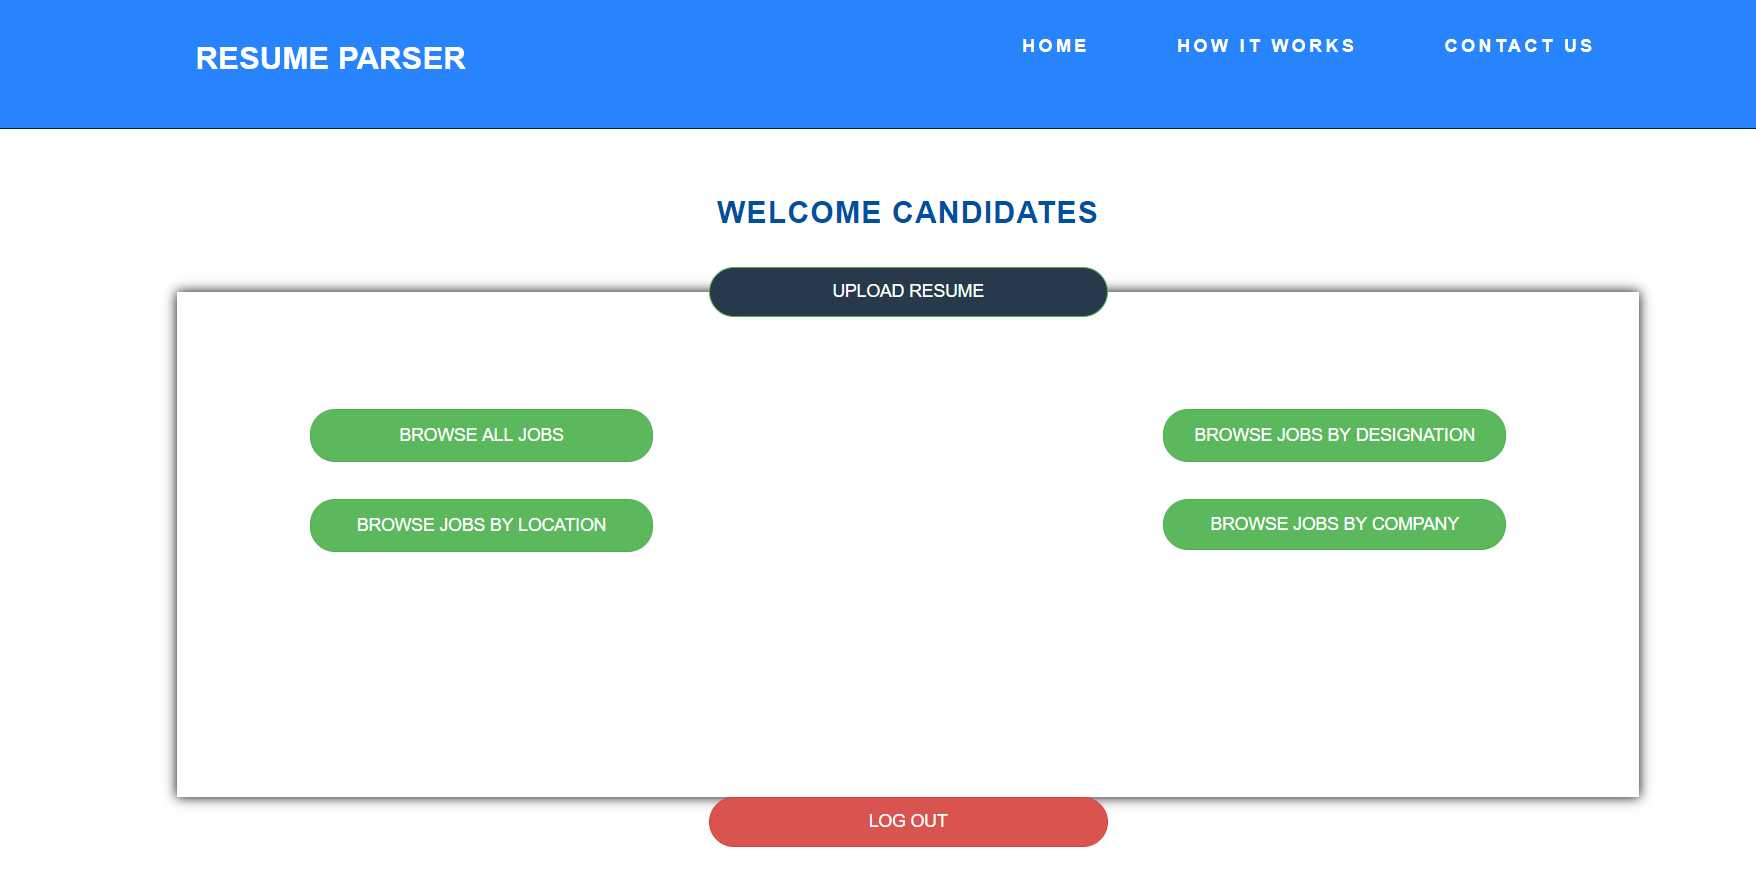 RESUME PARSER
HOME
HOW IT WORKS
CONTACT US
WELCOME CANDIDATES
UPLOAD RESUME
BROWSE ALL JOBS
BROWSE JOBS BY DESIGNATION
BROWSE JOBS BY LOCATION
BROWSE JOBS BY COMPANY
LOG OUT